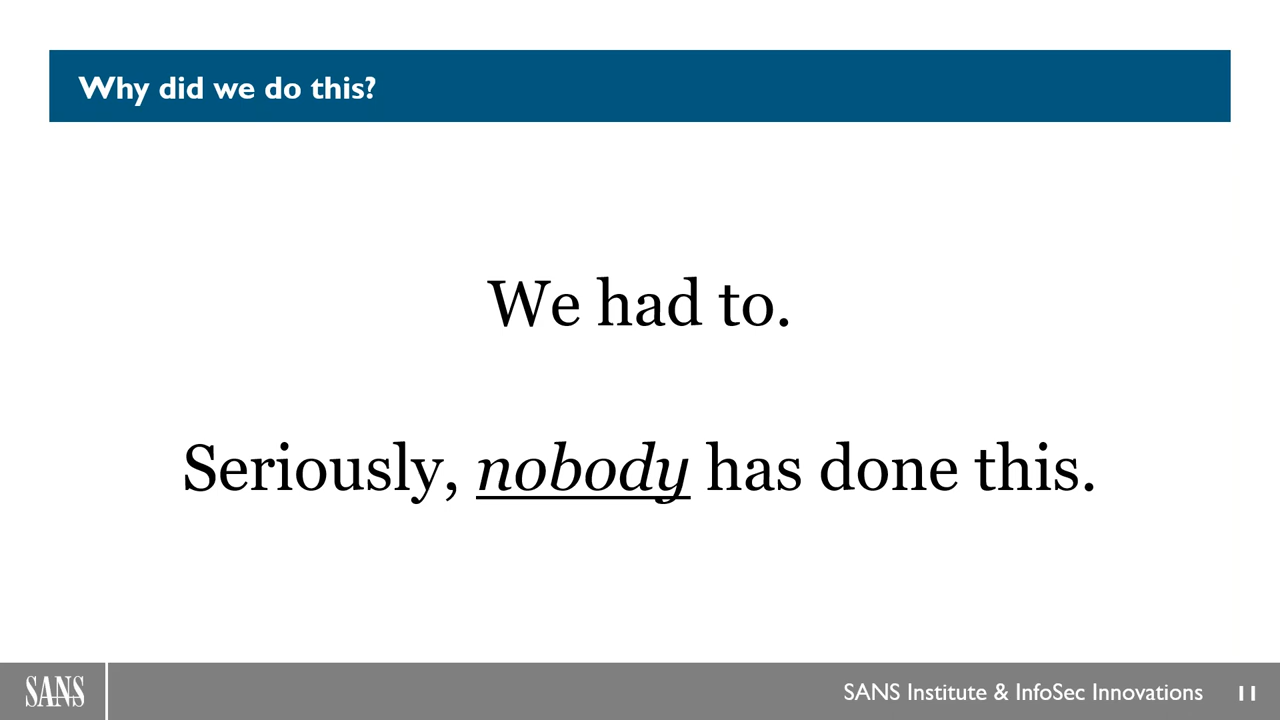 Why did we do this?
We had to.
Seriously, nobody has done this.
SANS
SANS Institute & InfoSec Innovations
11